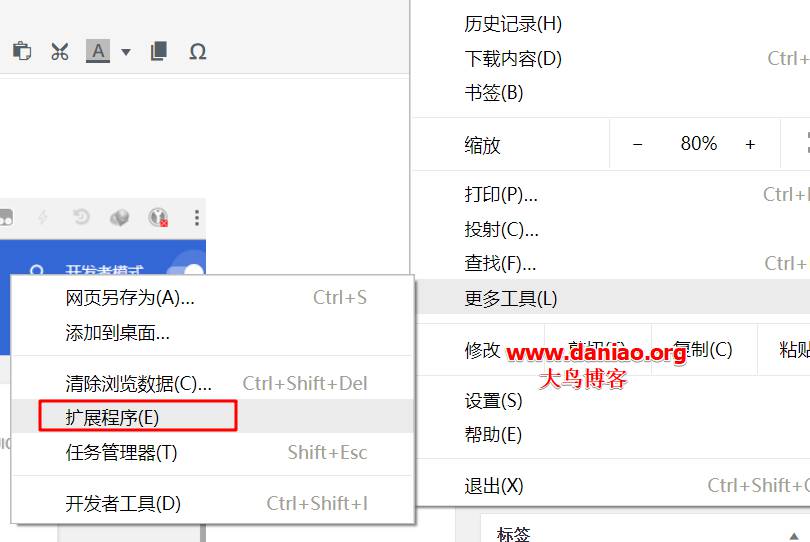 历史记录(H)
下载内容(D) Ctrl+
书签(B)
A Ω
缩放 − 80% +
打印(P)... Ctrl+
投射(C)...
查找(F)... Ctrl+
更多工具(L)
开发者模式
网页另存为(A)... Ctrl+S
添加到桌面...
清除浏览数据(C)... Ctrl+Shift+Del
扩展程序(E)
任务管理器(T) Shift+Esc
开发者工具(D) Ctrl+Shift+I
修改 剪切(T) 复制(C) 粘贴
www.daniao.org
大鸟博客
设置(S)
帮助(E)
退出(X) Ctrl+Shift+Q
标签